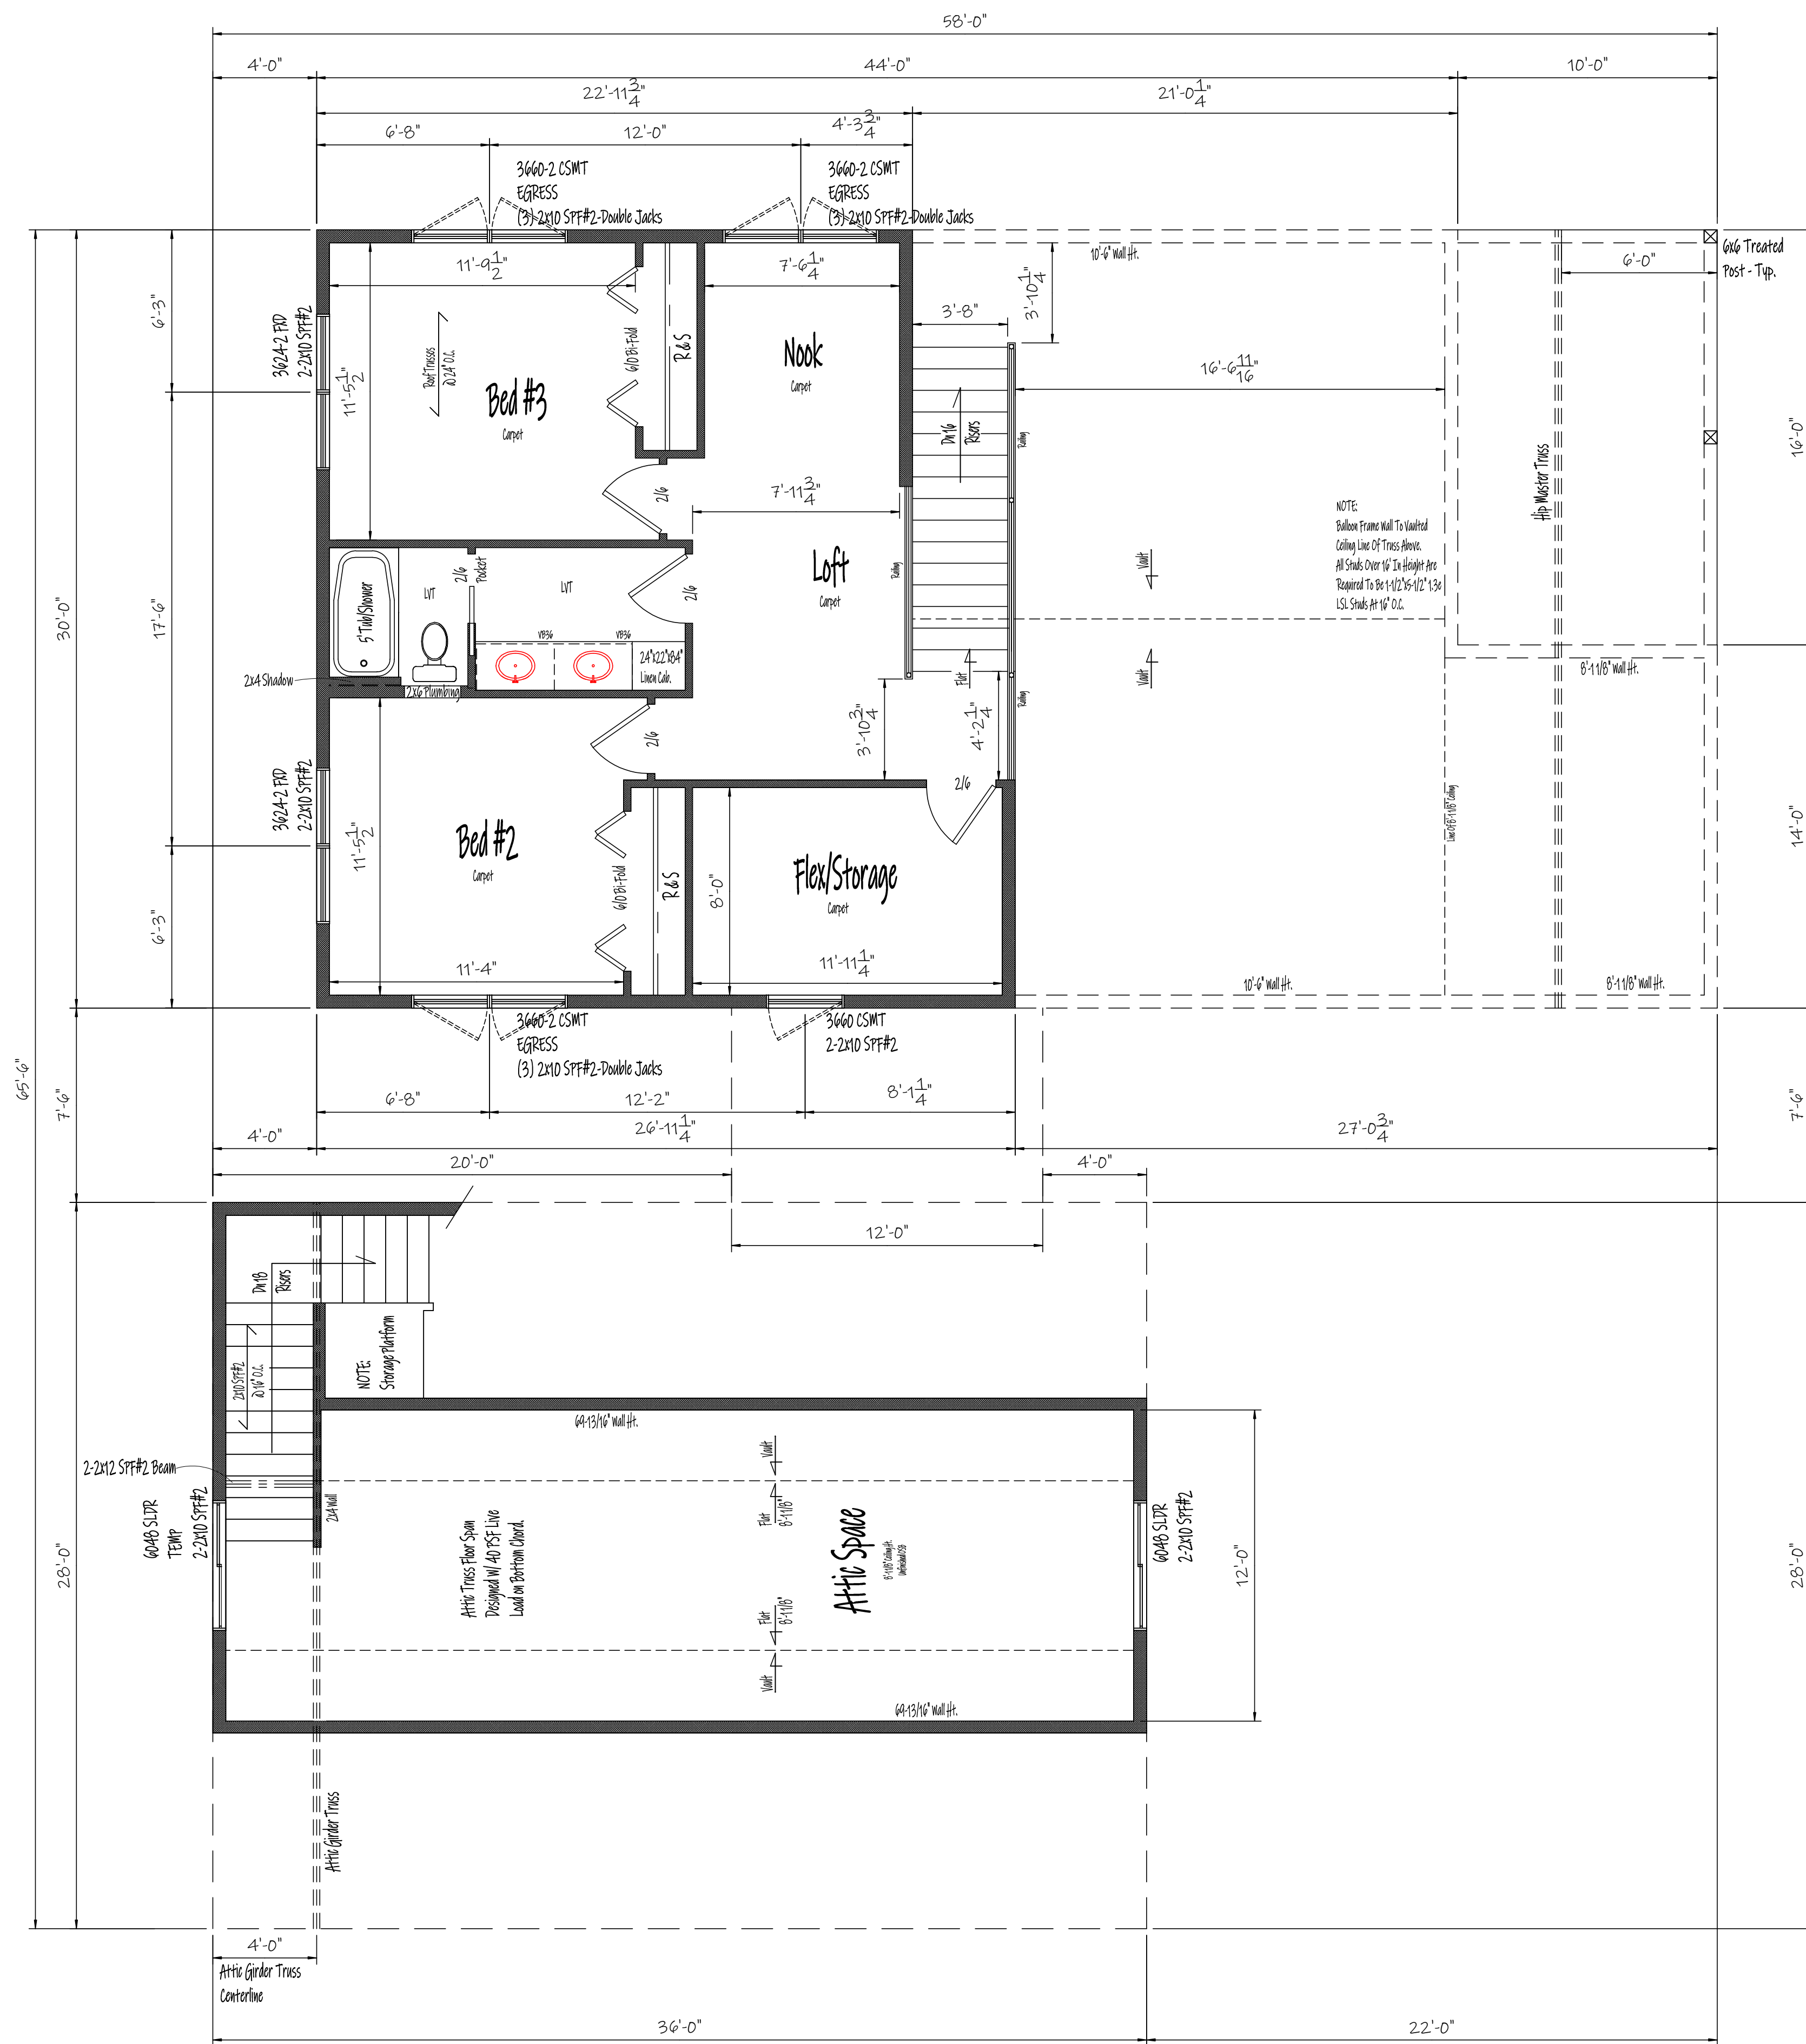 58'-0"
4'-0"
44'-0"
10'-0"
22'-11 3/4"
21'-0 1/4"
6'-8"
12'-0"
4'-3 3/4"
3660-2 CSMT
EGRESS
(3) 2x10 SPF#2-Double Jacks
3660-2 CSMT
EGRESS
(3) 2x10 SPF#2-Double Jacks
10'-6" Wall Ht.
6x6 Treated
Post - Typ.
6'-0"
11'-9 1/2"
7'-6 1/4"
3'-10 1/4"
3'-8"
6'-3"
3624-2 FXD
2-2x10 SPF#2
Roof Trusses
@ 24" O.C.
11'-5 1/2"
Bed #3
Carpet
6/0 Bi-Fold
R & S
Nook
Carpet
16'-6 11/16"
Dn 16
Risers
Railing
Hip Master Truss
16'-0"
2/6
7'-11 3/4"
NOTE:
Balloon Frame Wall To Vaulted
Ceiling Line Of Truss Above.
All Studs Over 16' In Height Are
Required To Be 1-1/2"x5-1/2" 1.3e
LSL Studs At 16" O.C.
30'-0"
17'-6"
5' Tub/Shower
LVT
2/6
Pocket
LVT
2/6
Loft
Carpet
Railing
Vault
VB36
VB36
24"x22"x84"
Linen Cab.
2x4 Shadow
2x6 Plumbing
Flat
Vault
8'-1 1/8" Wall Ht.
Railing
2/6
3'-10 3/4"
4'-2 1/4"
3624-2 FXD
2-2x10 SPF#2
11'-5 1/2"
Bed #2
Carpet
6/0 Bi-Fold
R & S
2/6
8'-0"
Flex/Storage
Carpet
Line Of 8'-1 1/8" Ceiling
14'-0"
6'-3"
11'-4"
11'-11 1/4"
10'-6" Wall Ht.
8'-1 1/8" Wall Ht.
3660-2 CSMT
EGRESS
(3) 2x10 SPF#2-Double Jacks
3660 CSMT
2-2x10 SPF#2
65'-6"
7'-6"
7'-6"
6'-8"
12'-2"
8'-1 1/4"
4'-0"
26'-11 1/4"
27'-0 3/4"
20'-0"
4'-0"
12'-0"
Dn 18
Risers
2x10 SPF#2
@ 16" O.C.
NOTE:
Storage Platform
69-13/16" Wall Ht.
2-2x12 SPF#2 Beam
Vault
6048 SLDR
TEMP
2-2x10 SPF#2
2x4 Wall
Flat
8'-1 1/8"
Attic Truss Floor Span
Designed W/ 40 PSF Live
Load on Bottom Chord.
Attic Space
8'-1 1/8" Ceiling Ht.
Unfinished OSB
6048 SLDR
2-2x10 SPF#2
12'-0"
28'-0"
28'-0"
Flat
8'-1 1/8"
Vault
69-13/16" Wall Ht.
Attic Girder Truss
4'-0"
Attic Girder Truss
Centerline
36'-0"
22'-0"